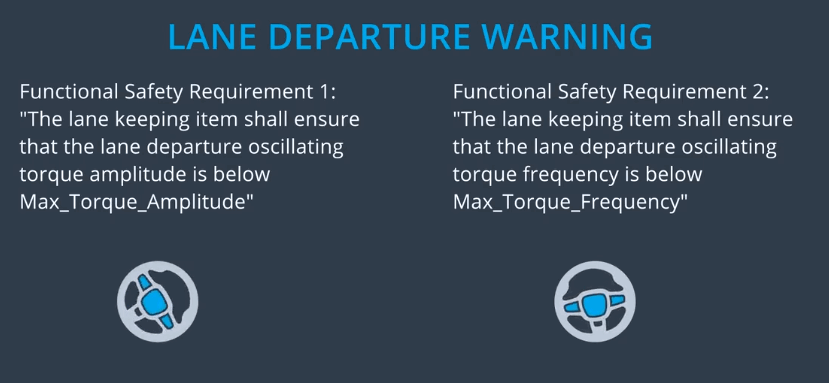 LANE DEPARTURE WARNING
Functional Safety Requirement 1:
"The lane keeping item shall ensure
that the lane departure oscillating
torque amplitude is below
Max_Torque_Amplitude"
Functional Safety Requirement 2:
"The lane keeping item shall ensure
that the lane departure oscillating
torque frequency is below
Max_Torque_Frequency"